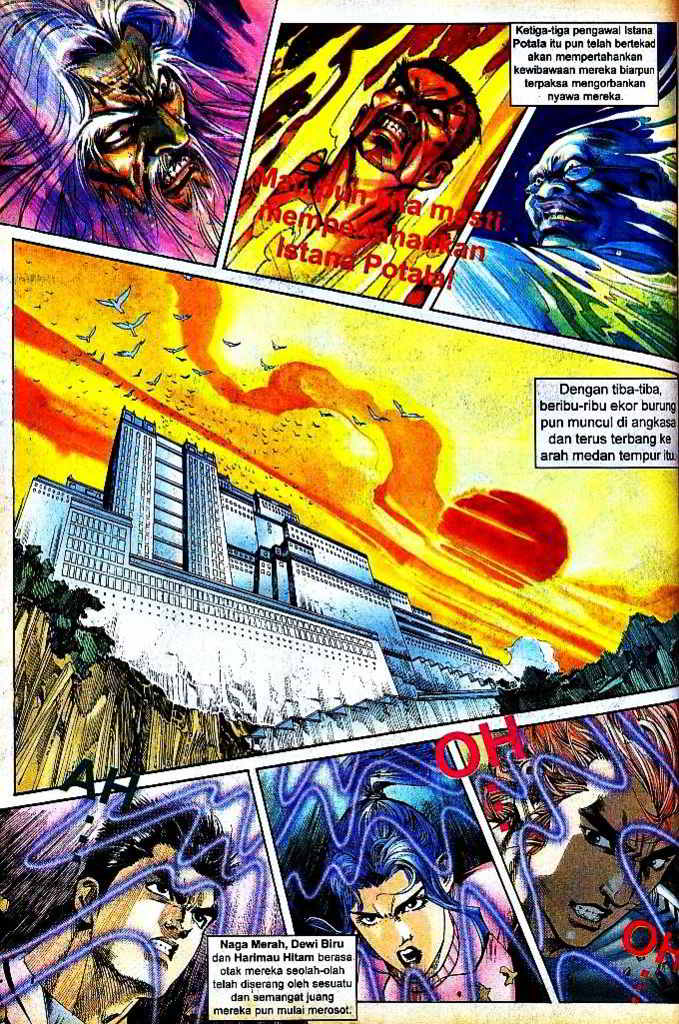 Ketiga-tiga pengawal Istana
Potala itu pun telah bertekad
akan mempertahankan
kewibawaan mereka biarpun
terpaksa mengorbankan
nyawa mereka.
Mati pun kita mesti
mempertahankan
Istana Potala!
Dengan tiba-tiba,
beribu-ribu ekor burung
pun muncul di angkasa
dan terus terbang ke
arah medan tempur itu.
AH...
OH...
OH...
Naga Merah, Dewi Biru
dan Harimau Hitam berasa
otak mereka seolah-olah
telah diserang oleh sesuatu
dan semangat juang
mereka pun mulai merosot.